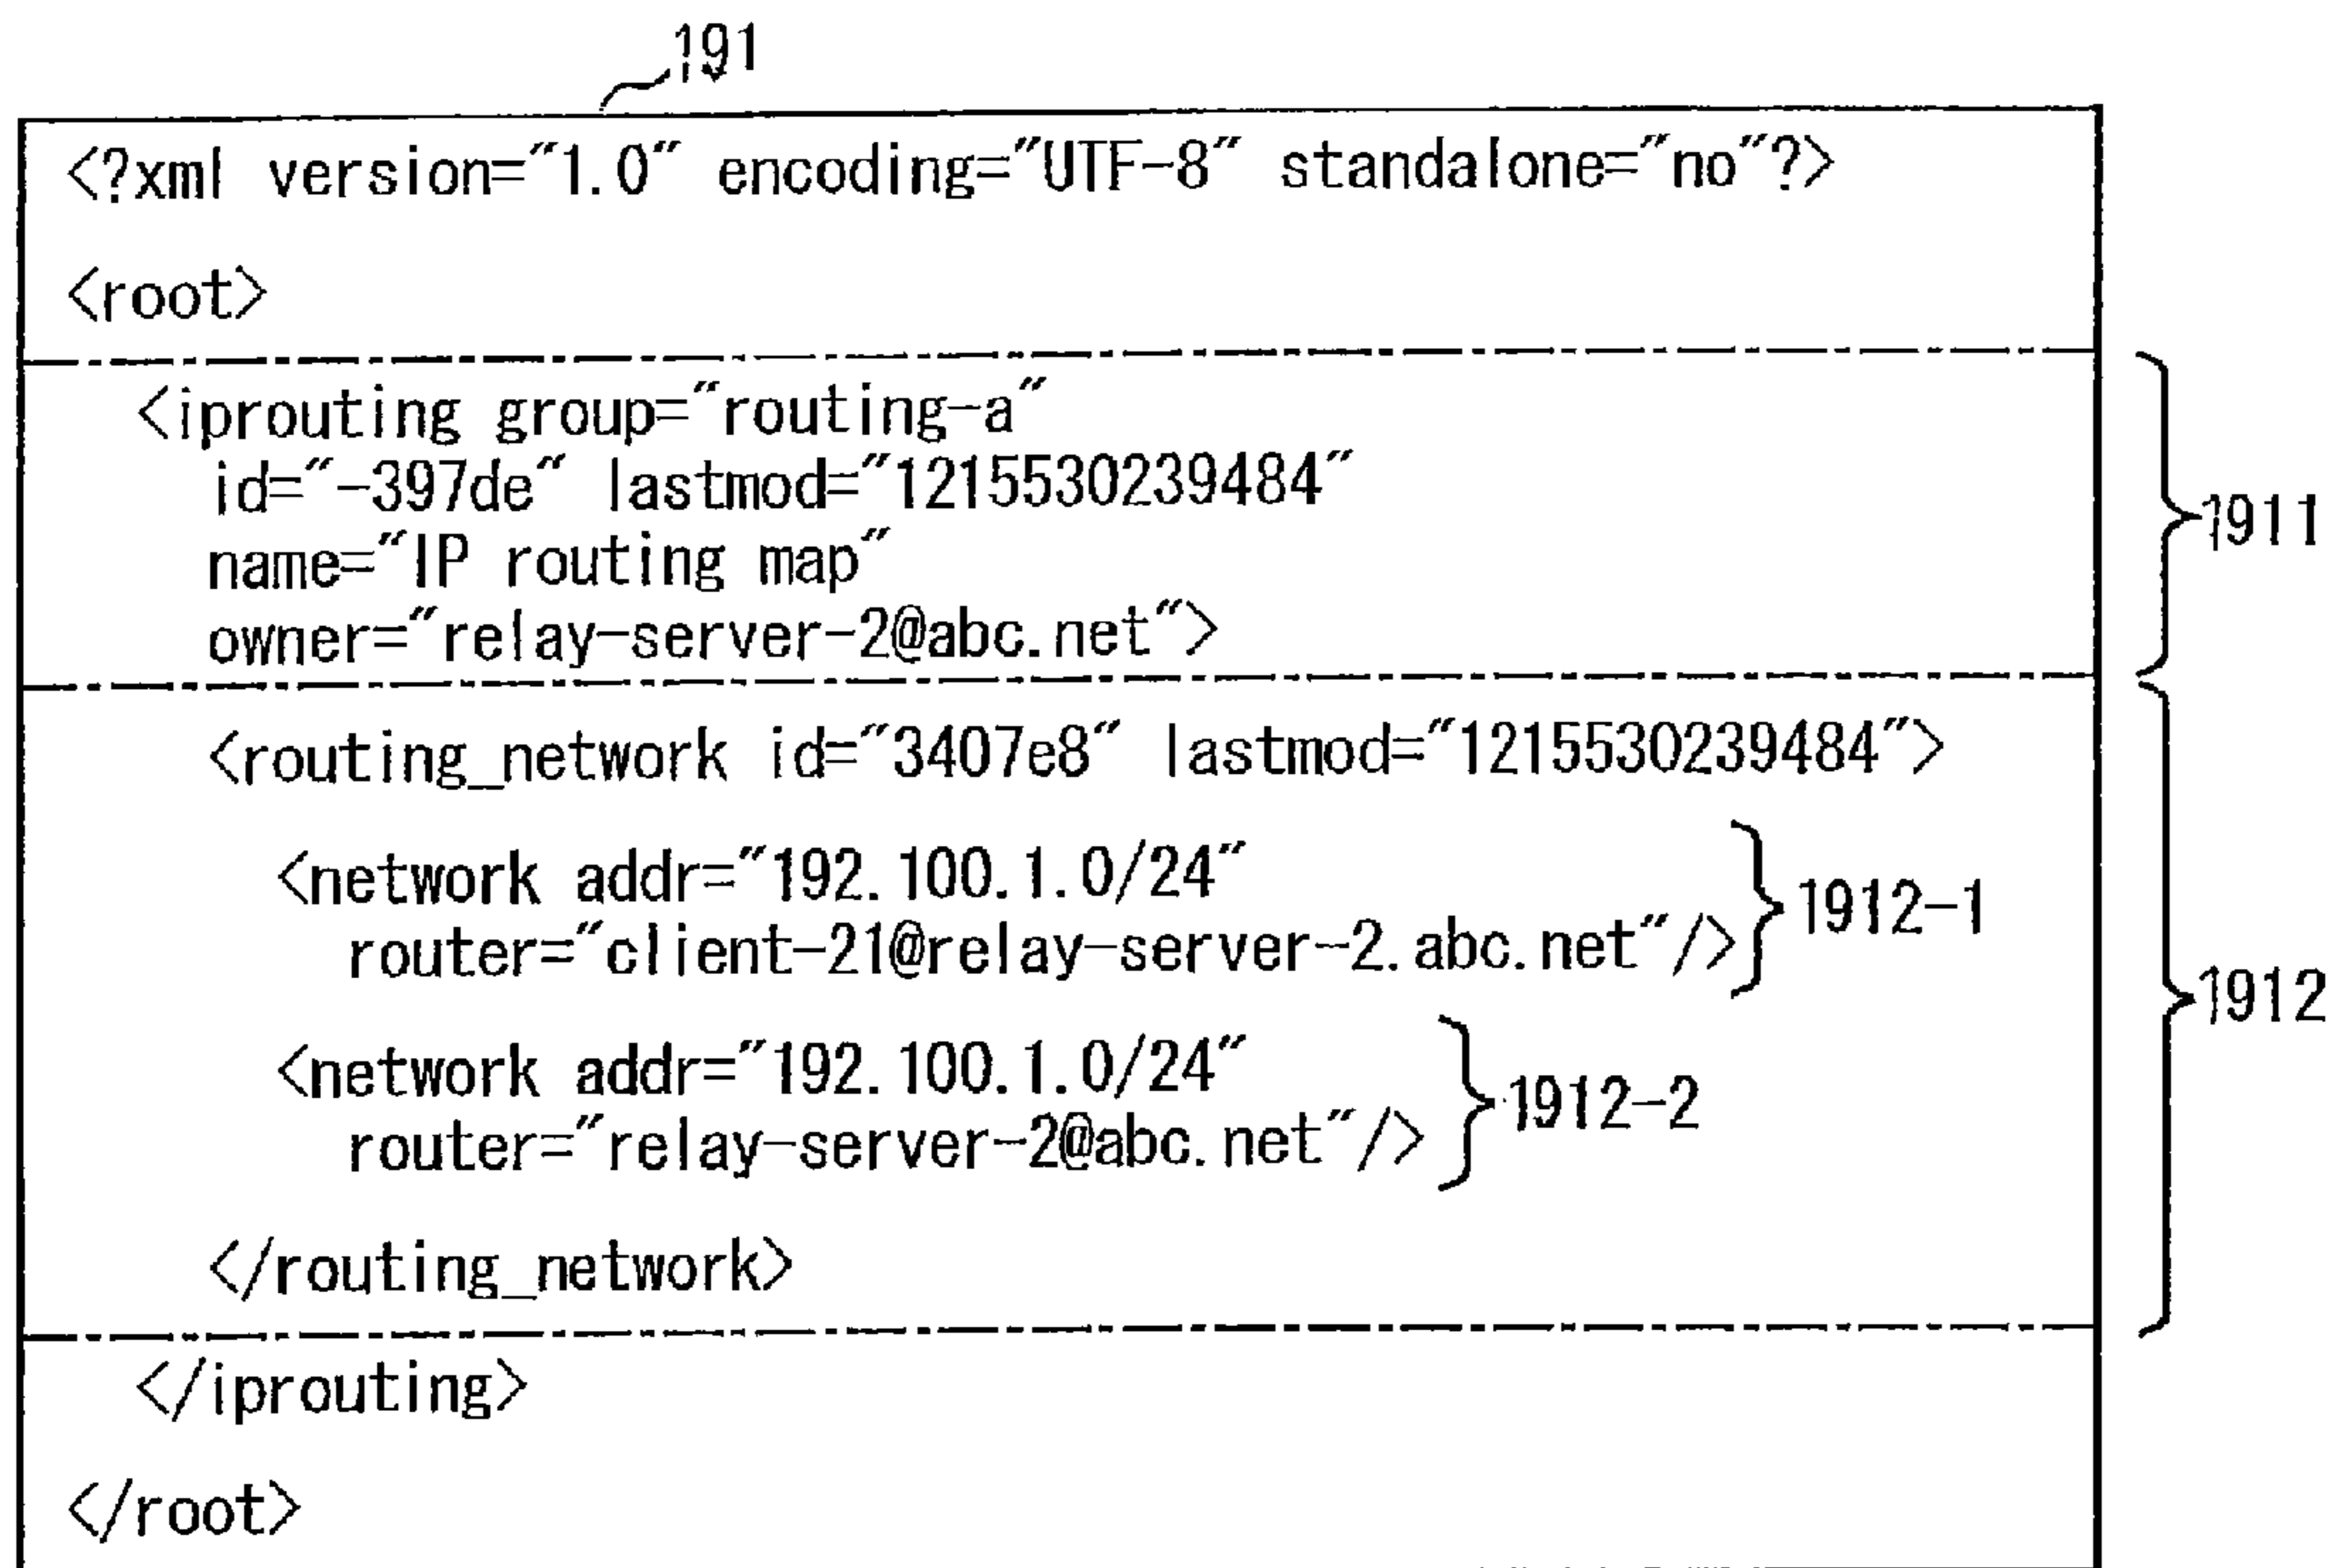 191
<?xml version="1.0" encoding="UTF-8" standalone="no"?>
<root>
<iprouting group="routing-a"
id="-397de" lastmod="1215530239484"
name="IP routing map"
owner="relay-server-2@abc.net">
1911
<routing_network id="3407e8" lastmod="1215530239484">
<network addr="192.100.1.0/24"
router="client-21@relay-server-2.abc.net"/>
1912-1
1912
<network addr="192.100.1.0/24"
router="relay-server-2@abc.net"/>
1912-2
</routing_network>
</iprouting>
</root>